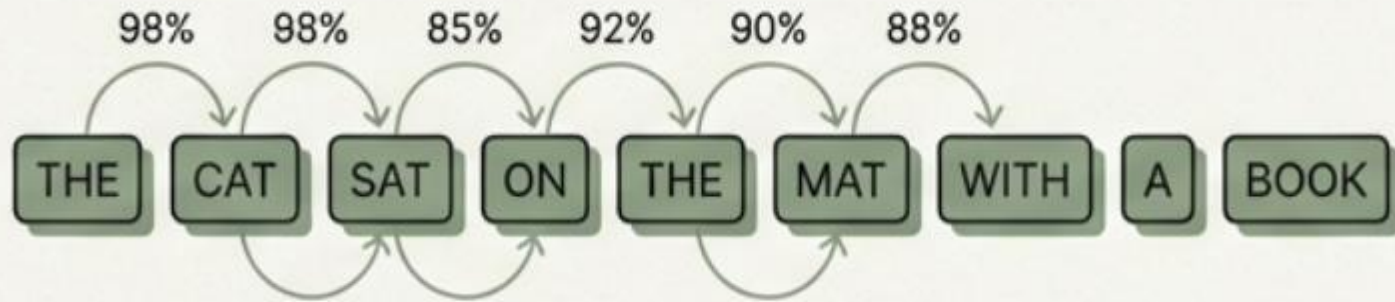 98% 98% 85% 92% 90% 88%
THE CAT SAT ON THE MAT WITH A BOOK